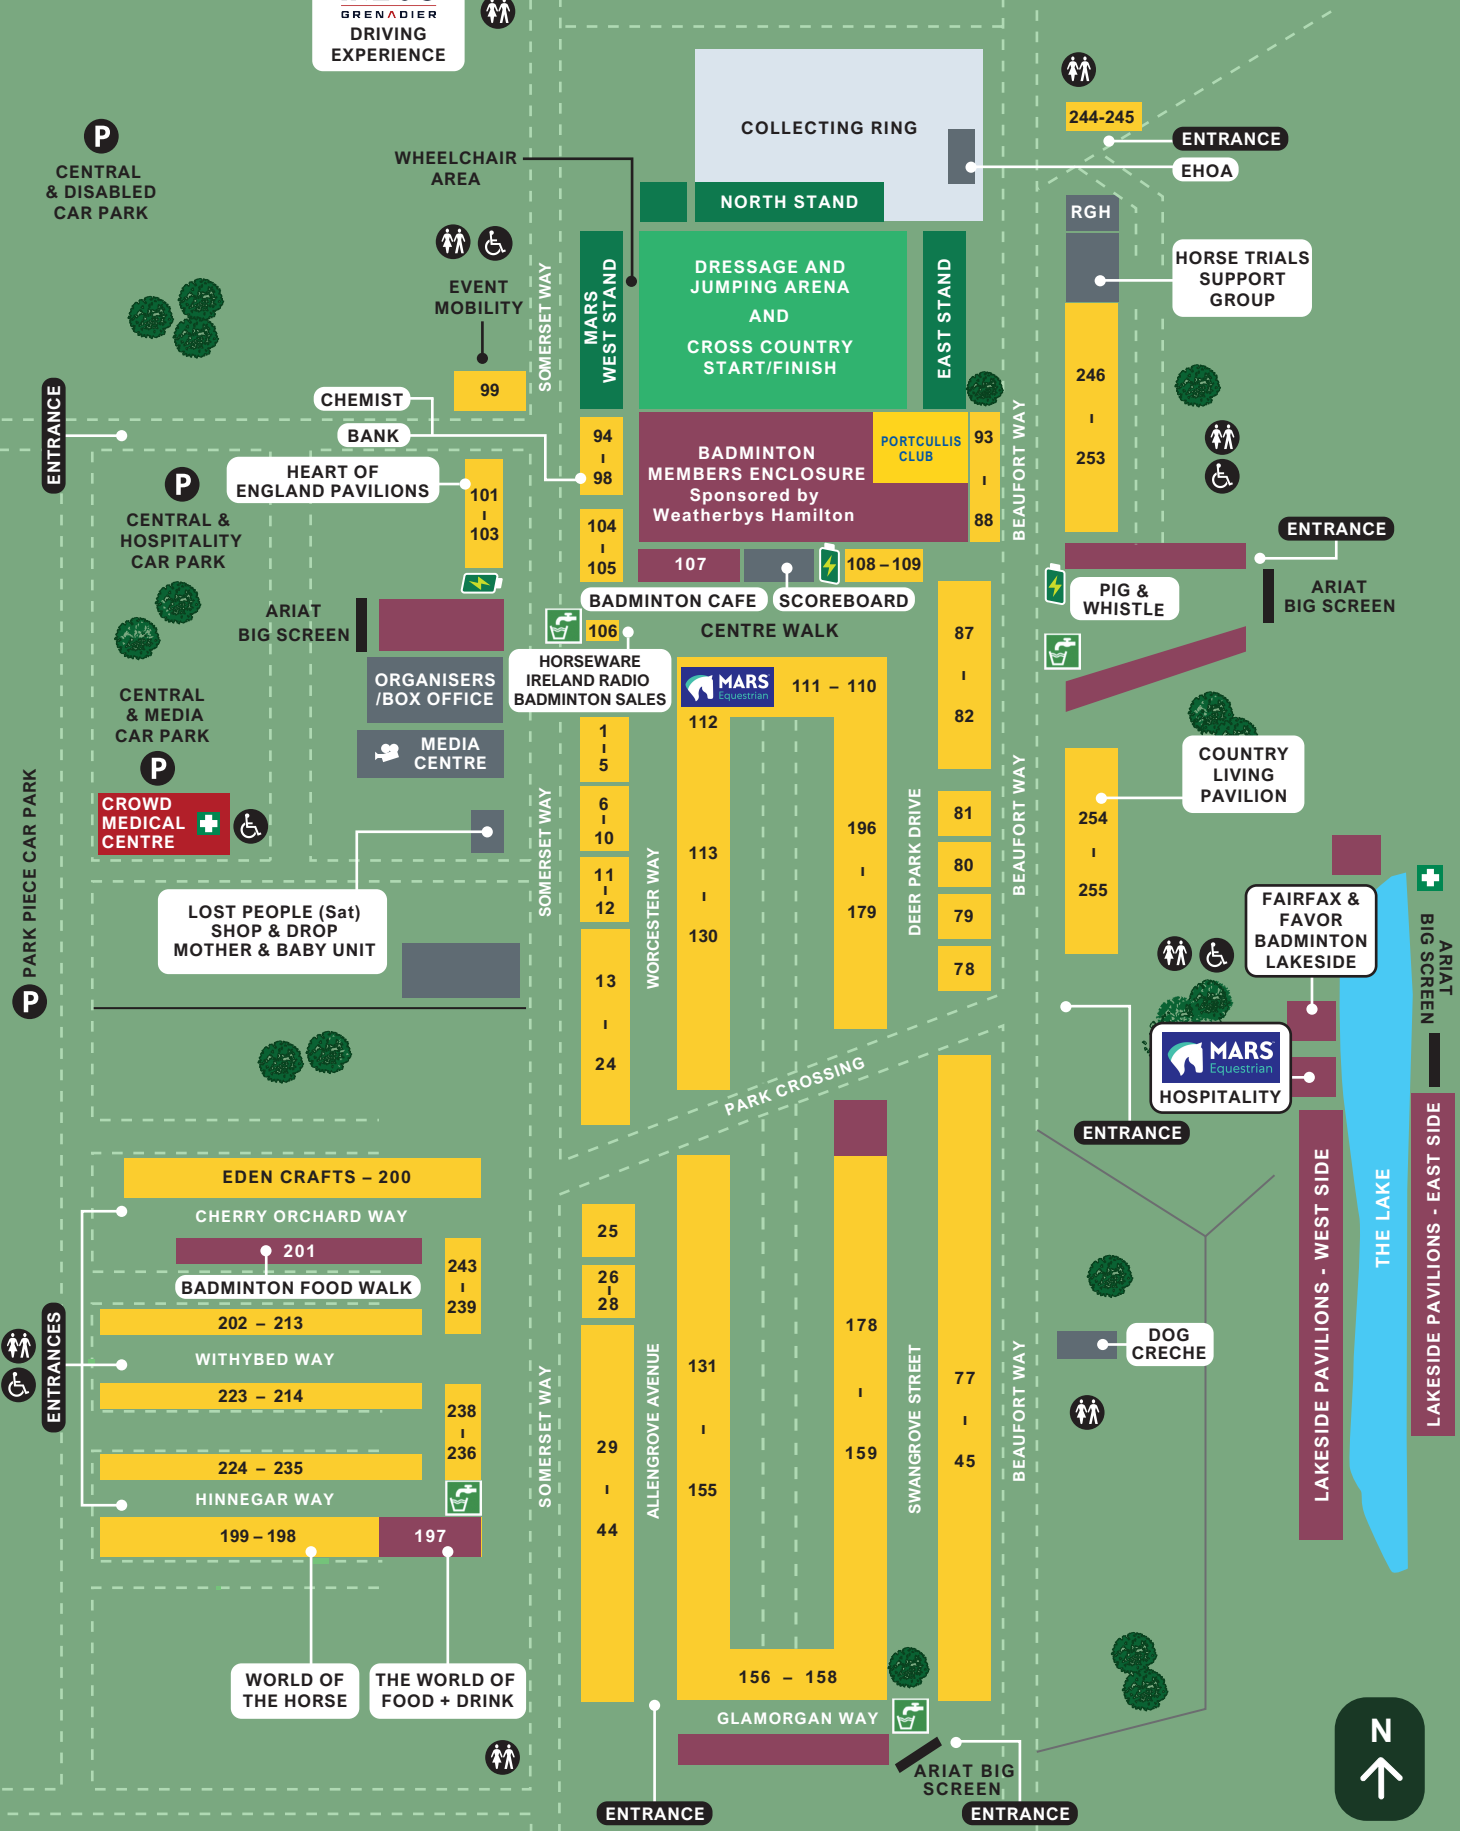 GRENADIER
DRIVING
EXPERIENCE
P
CENTRAL
& DISABLED
CAR PARK
WHEELCHAIR
AREA
COLLECTING RING
NORTH STAND
244-245
ENTRANCE
EHOA
RGH
HORSE TRIALS
SUPPORT
GROUP
EVENT
MOBILITY
SOMERSET WAY
MARS
WEST STAND
DRESSAGE AND
JUMPING ARENA
AND
CROSS COUNTRY
START/FINISH
EAST STAND
99
CHEMIST
BANK
ENTRANCE
94
-
98
BADMINTON
MEMBERS ENCLOSURE
Sponsored by
Weatherbys Hamilton
PORTCULLIS
CLUB
93
-
88
BEAUFORT WAY
246
-
253
HEART OF
ENGLAND PAVILIONS
101
-
103
P
CENTRAL &
HOSPITALITY
CAR PARK
104
-
105
107
108 – 109
ENTRANCE
PIG &
WHISTLE
ARIAT
BIG SCREEN
ARIAT
BIG SCREEN
BADMINTON CAFE
SCOREBOARD
106
CENTRE WALK
HORSEWARE
IRELAND RADIO
BADMINTON SALES
ORGANISERS
/BOX OFFICE
MEDIA
CENTRE
CENTRAL
& MEDIA
CAR PARK
P
CROWD
MEDICAL
CENTRE
MARS
Equestrian
111 – 110
112
87
-
82
1
-
5
6
-
10
11
-
12
13
-
24
SOMERSET WAY
WORCESTER WAY
113
-
130
196
-
179
DEER PARK DRIVE
81
80
79
78
BEAUFORT WAY
254
-
255
COUNTRY
LIVING
PAVILION
PARK PIECE CAR PARK
P
LOST PEOPLE (Sat)
SHOP & DROP
MOTHER & BABY UNIT
FAIRFAX &
FAVOR
BADMINTON
LAKESIDE
ARIAT
BIG SCREEN
MARS
Equestrian
HOSPITALITY
ENTRANCE
PARK CROSSING
LAKESIDE PAVILIONS - WEST SIDE
THE LAKE
LAKESIDE PAVILIONS - EAST SIDE
EDEN CRAFTS – 200
CHERRY ORCHARD WAY
201
BADMINTON FOOD WALK
243
-
239
202 – 213
WITHYBED WAY
223 – 214
238
-
236
224 – 235
HINNEGAR WAY
199 – 198
197
ENTRANCES
WORLD OF
THE HORSE
THE WORLD OF
FOOD + DRINK
25
26
-
28
29
-
44
SOMERSET WAY
ALLENGROVE AVENUE
131
-
155
178
-
159
SWANGROVE STREET
77
-
45
BEAUFORT WAY
DOG
CRECHE
156 – 158
GLAMORGAN WAY
ARIAT BIG
SCREEN
ENTRANCE
ENTRANCE
N